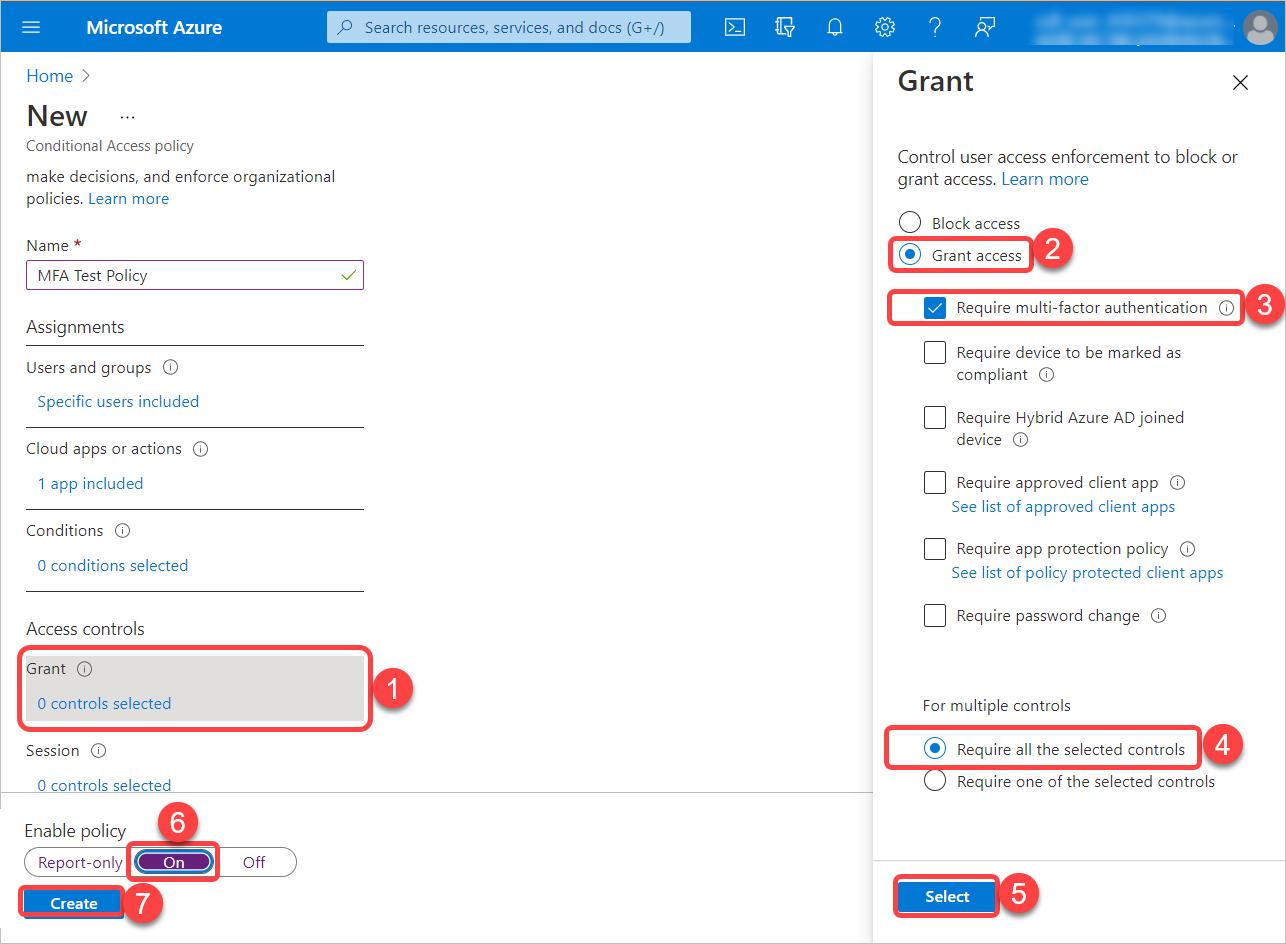 Microsoft Azure
Search resources, services, and docs (G+/)
Home
New ...
Conditional Access policy
make decisions, and enforce organizational
policies. Learn more
Name *
MFA Test Policy
Assignments
Users and groups
Specific users included
Cloud apps or actions
1 app included
Conditions
0 conditions selected
Access controls
Grant
0 controls selected
1
Session
0 controls selected
Enable policy
6
Report-only On Off
Create
7
Grant
Control user access enforcement to block or
grant access. Learn more
Block access
Grant access
2
Require multi-factor authentication
3
Require device to be marked as
compliant
Require Hybrid Azure AD joined
device
Require approved client app
See list of approved client apps
Require app protection policy
See list of policy protected client apps
Require password change
For multiple controls
Require all the selected controls
4
Require one of the selected controls
Select
5